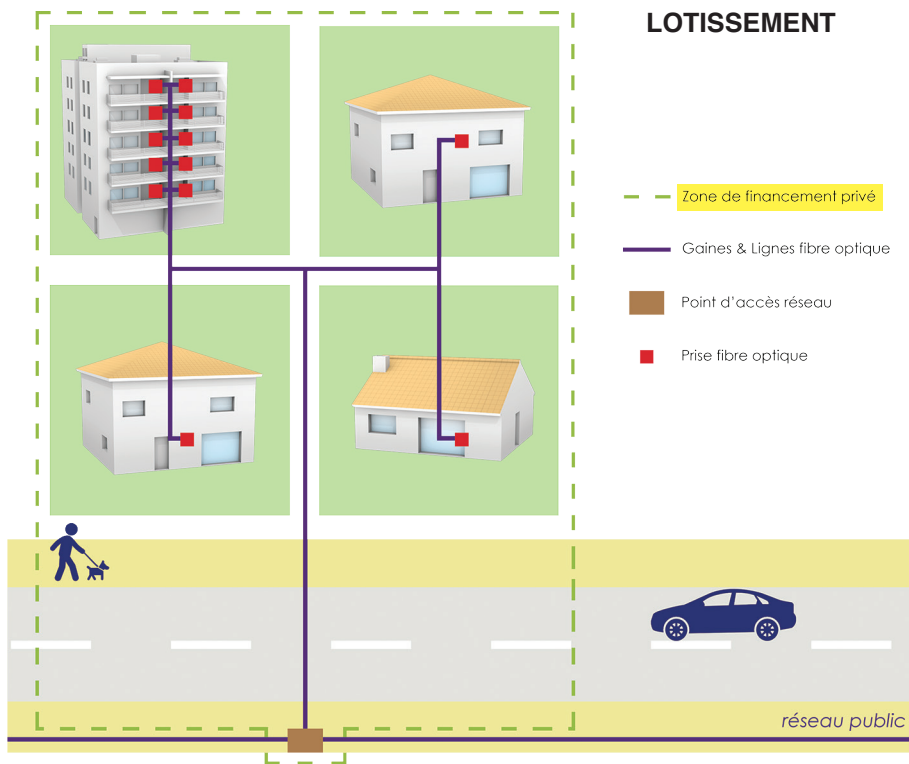 LOTISSEMENT
Zone de financement privé
Gaines & Lignes fibre optique
Point d'accès réseau
Prise fibre optique
réseau public